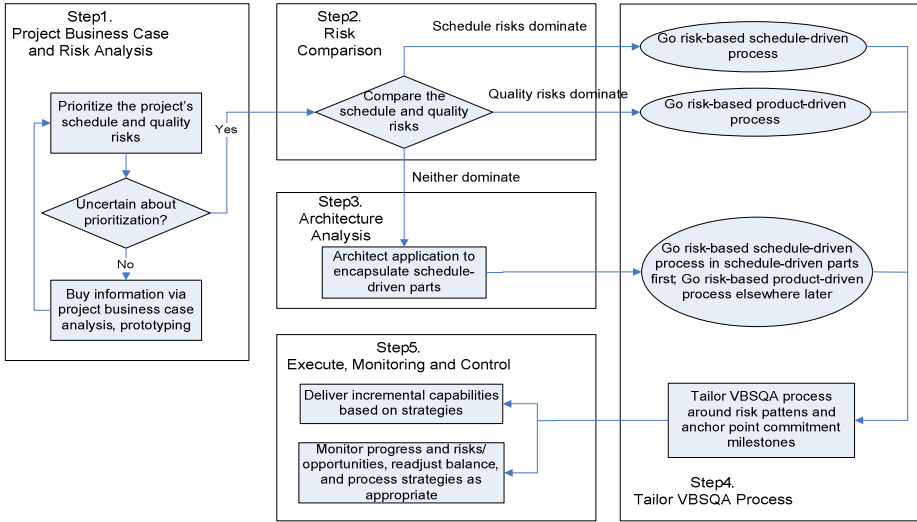 Step1.
Project Business Case
and Risk Analysis
Prioritize the project's
schedule and quality
risks
Uncertain about
prioritization?
Yes
No
Buy information via
project business case
analysis, prototyping
Step2.
Risk
Comparison
Compare the
schedule and quality
risks
Schedule risks dominate
Quality risks dominate
Neither dominate
Step3.
Architecture
Analysis
Architect application to
encapsulate schedule-
driven parts
Go risk-based schedule-driven
process
Go risk-based product-driven
process
Go risk-based schedule-driven
process in schedule-driven parts
first; Go risk-based product-driven
process elsewhere later
Tailor VBSQA process
around risk pattens and
anchor point commitment
milestones
Step4.
Tailor VBSQA Process
Step5.
Execute, Monitoring and Control
Deliver incremental capabilities
based on strategies
Monitor progress and risks/
opportunities, readjust balance,
and process strategies as
appropriate